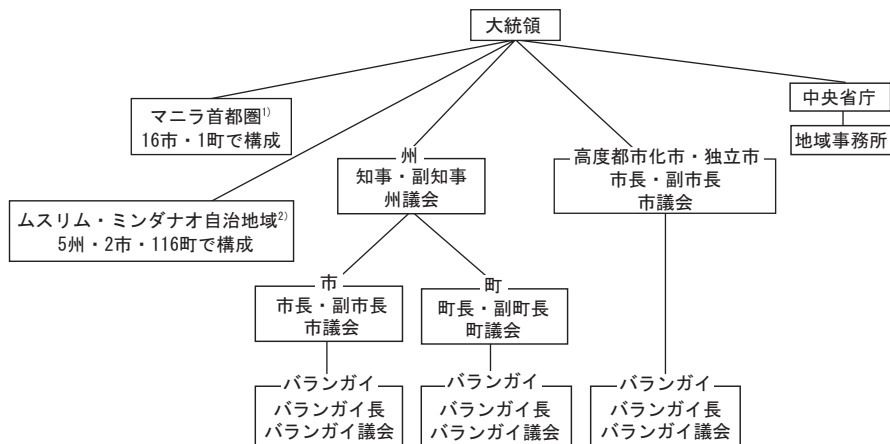 大統領
マニラ首都圏1)
16市・1町で構成
中央省庁
地域事務所
州
知事・副知事
州議会
高度都市化市・独立市
市長・副市長
市議会
ムスリム・ミンダナオ自治地域2)
5州・2市・116町で構成
市
市長・副市長
市議会
町
町長・副町長
町議会
バランガイ
バランガイ長
バランガイ議会
バランガイ
バランガイ長
バランガイ議会
バランガイ
バランガイ長
バランガイ議会